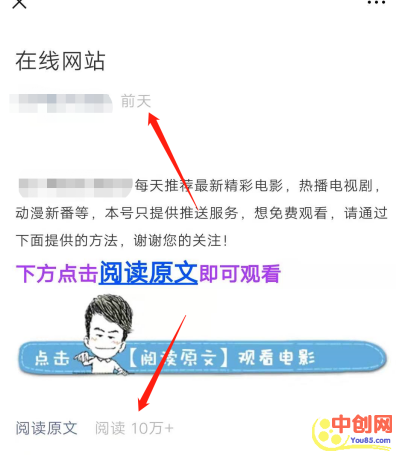 在线网站
前天
每天推荐最新精彩电影，热播电视剧，
动漫新番等，本号只提供推送服务，想免费观看，请通过
下面提供的方法，谢谢您的关注！
下方点击阅读原文即可观看
点击【阅读原文】观看电影
阅读原文 阅读 10万+
中创网
You85.com